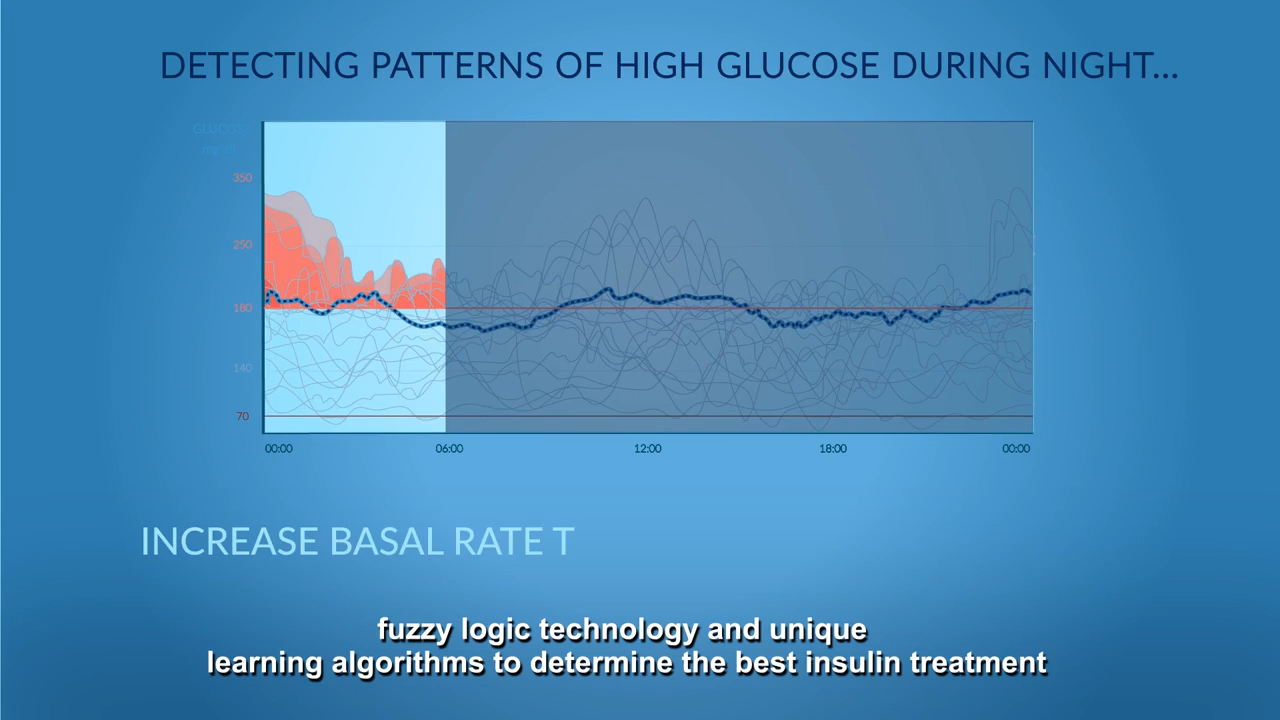 DETECTING PATTERNS OF HIGH GLUCOSE DURING NIGHT...
350
250
180
140
70
00:00 06:00 12:00 18:00 00:00
INCREASE BASAL RATE T
fuzzy logic technology and unique
learning algorithms to determine the best insulin treatment